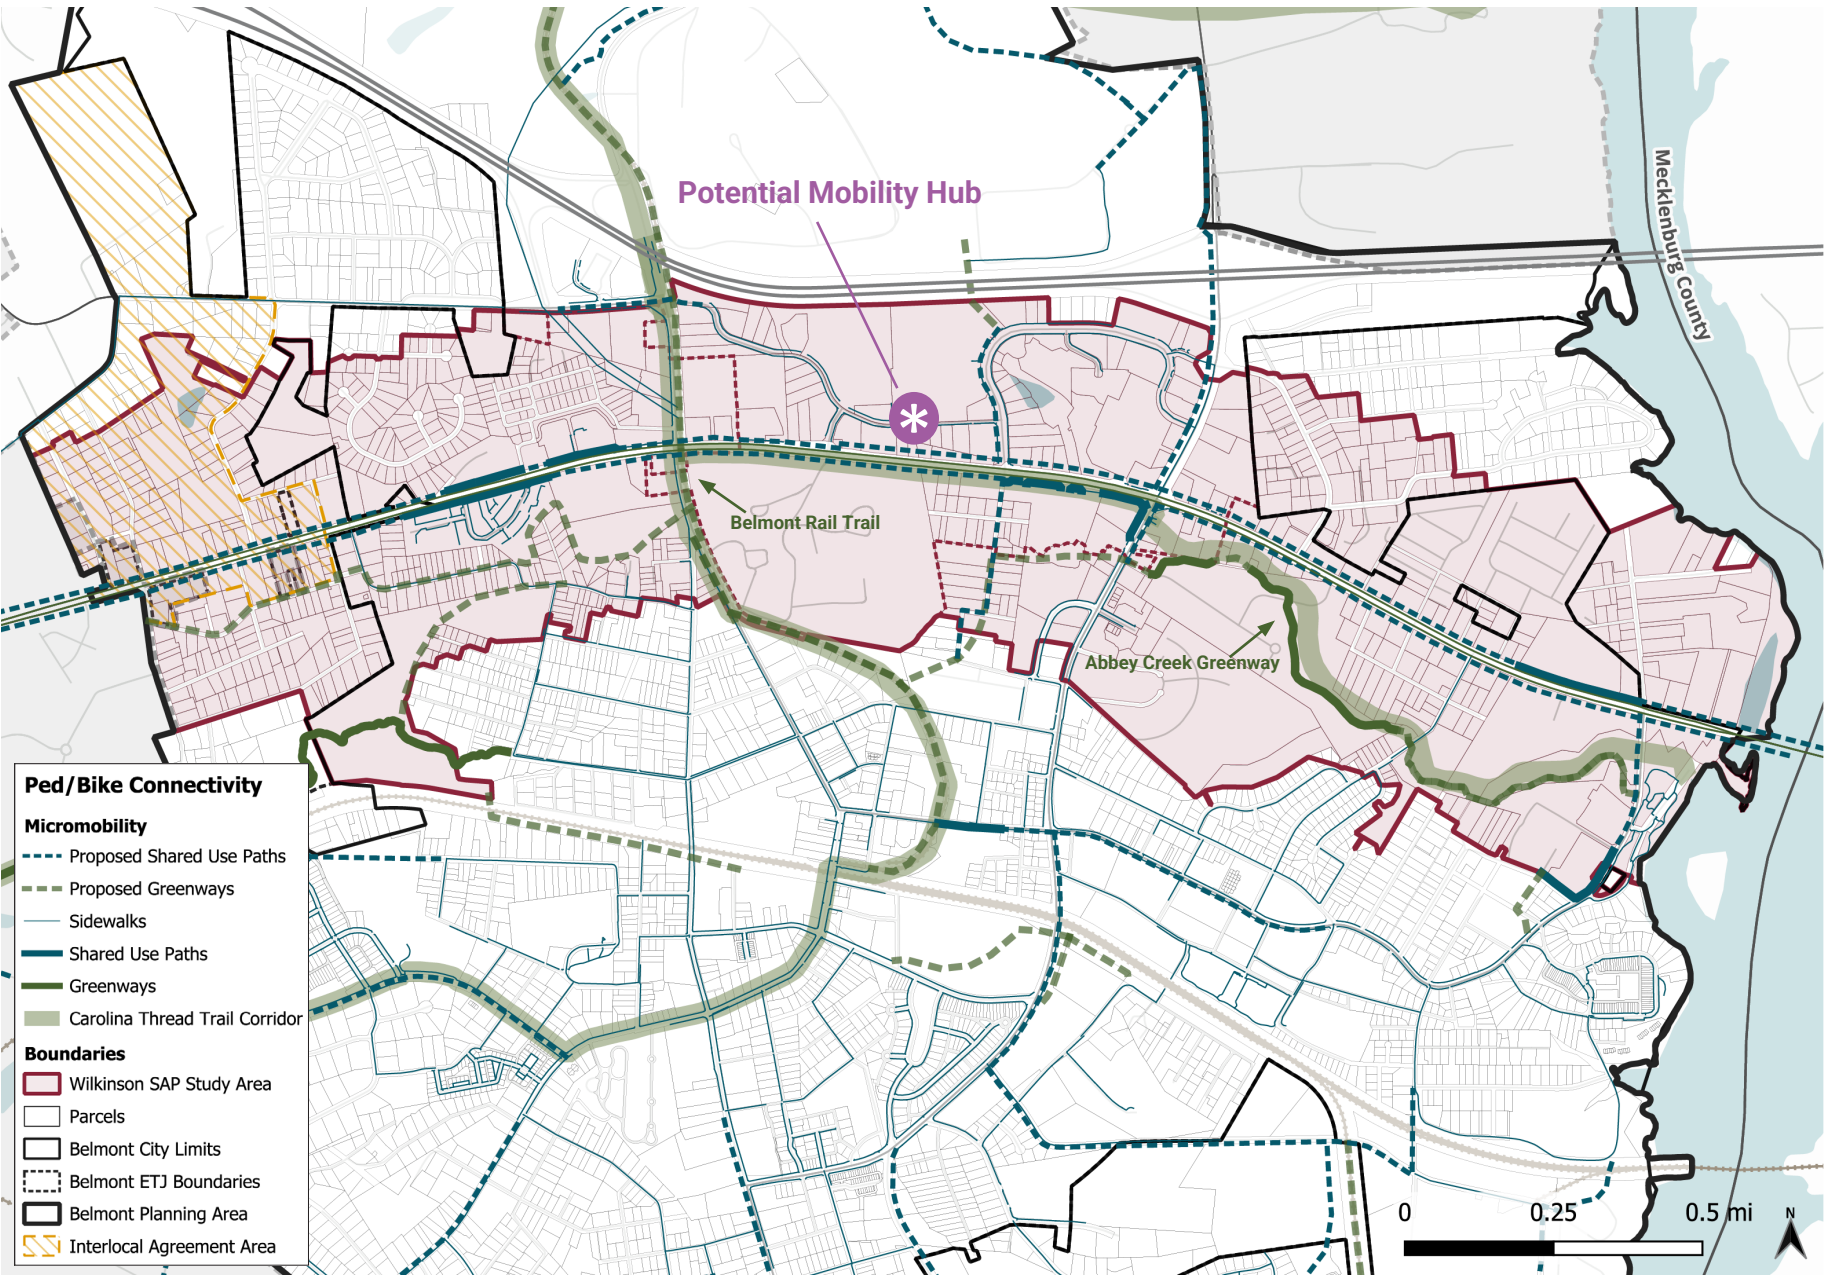 Potential Mobility Hub
Mecklenburg County
Belmont Rail Trail
Abbey Creek Greenway
Ped/Bike Connectivity
Micromobility
Proposed Shared Use Paths
Proposed Greenways
Sidewalks
Shared Use Paths
Greenways
Carolina Thread Trail Corridor
Boundaries
Wilkinson SAP Study Area
Parcels
Belmont City Limits
Belmont ETJ Boundaries
Belmont Planning Area
Interlocal Agreement Area
0 0.25 0.5 mi
N